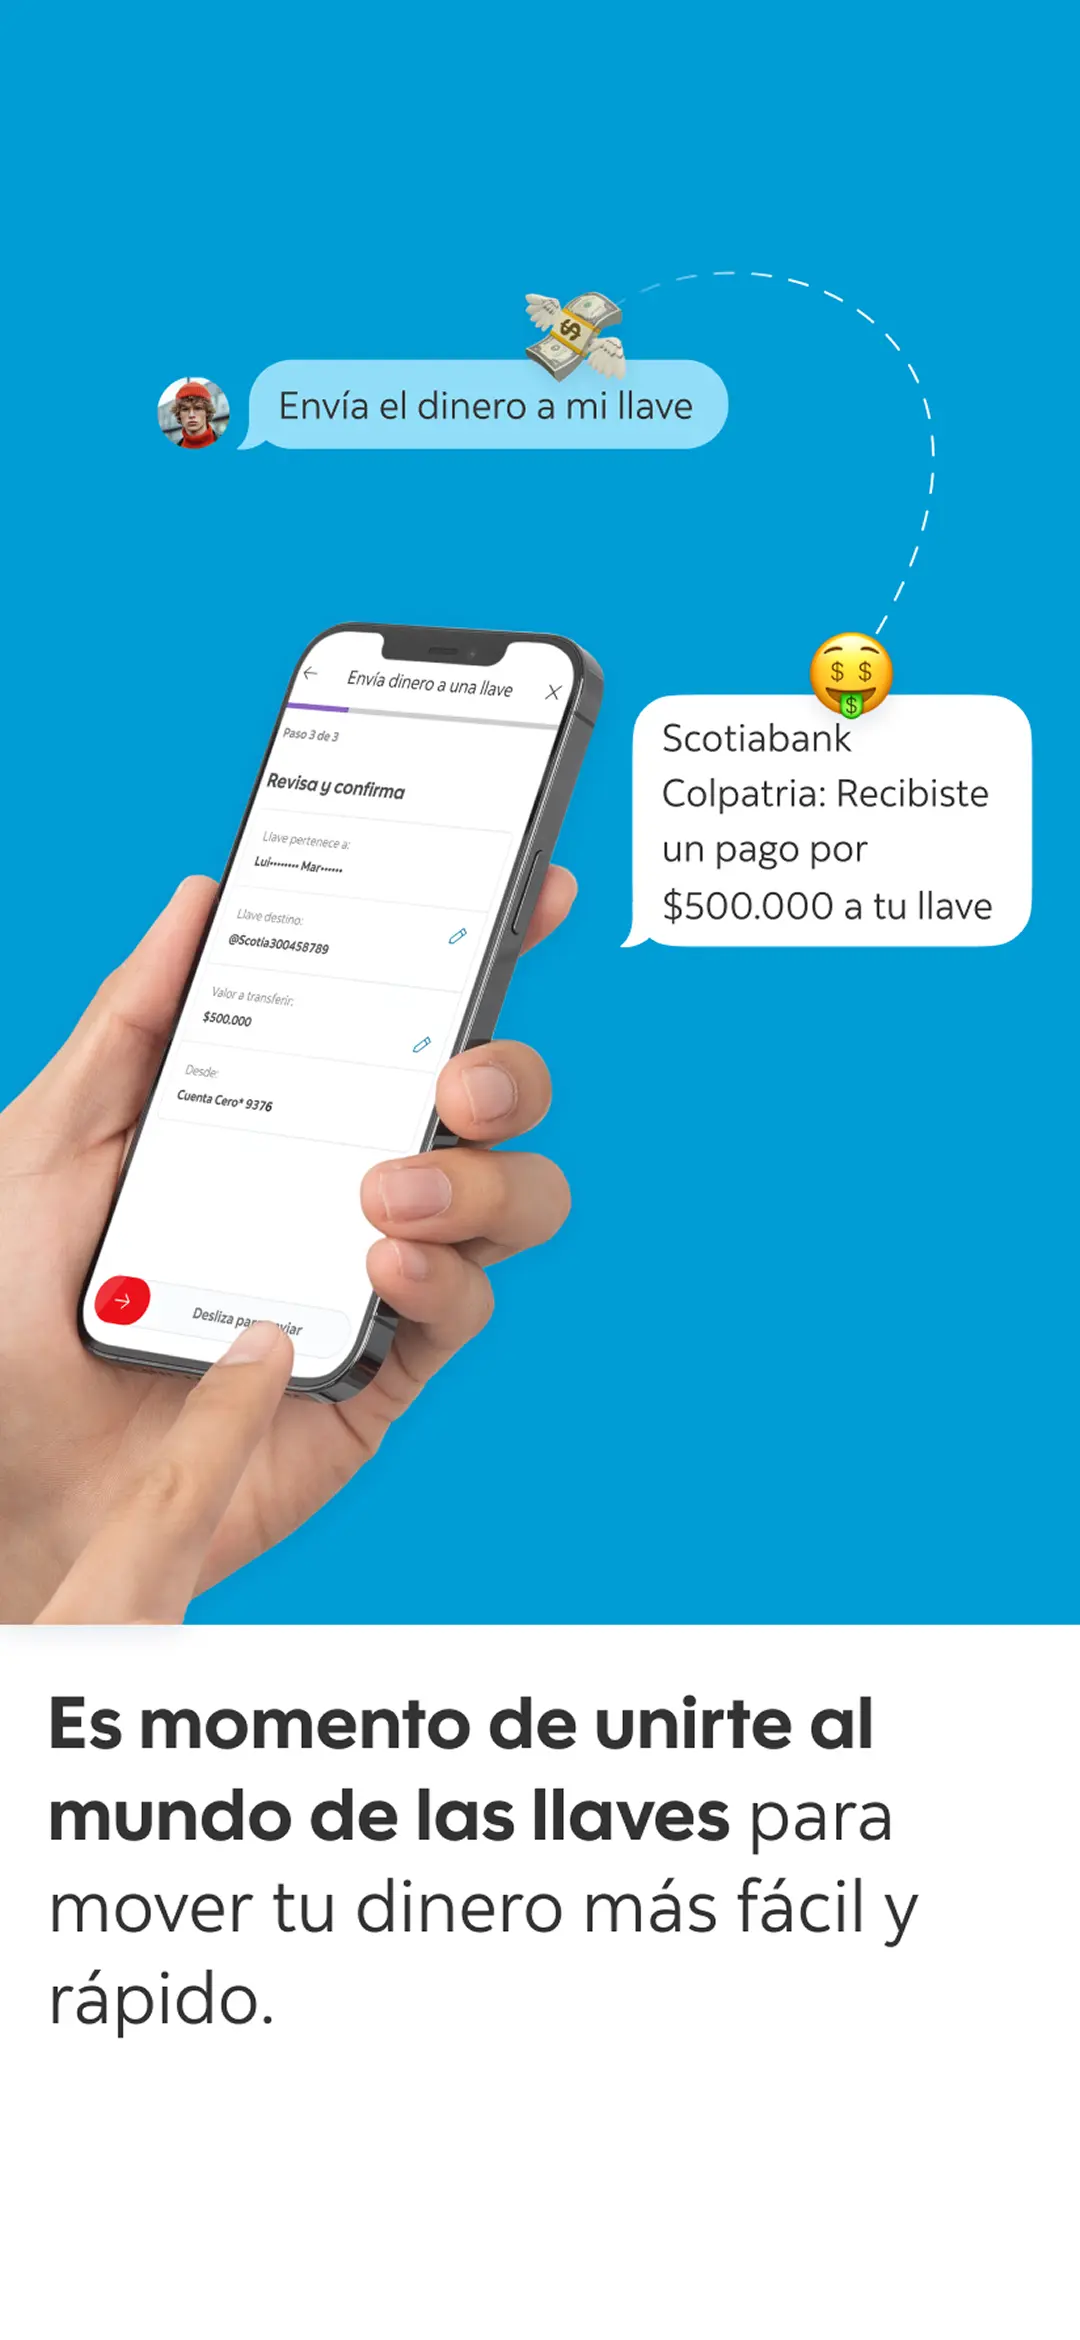 Envía el dinero a mi llave
Envía dinero a una llave
Paso 3 de 3
Revisa y confirma
Llave pertenece a:
Lui•••••••• Mar••••••
Llave destino:
@Scotia300458789
Valor a transferir:
$500.000
Desde:
Cuenta Cero* 9376
Desliza
Scotiabank
Colpatria: Recibiste
un pago por
$500.000 a tu llave
Es momento de unirte al
mundo de las llaves para
mover tu dinero más fácil y
rápido.